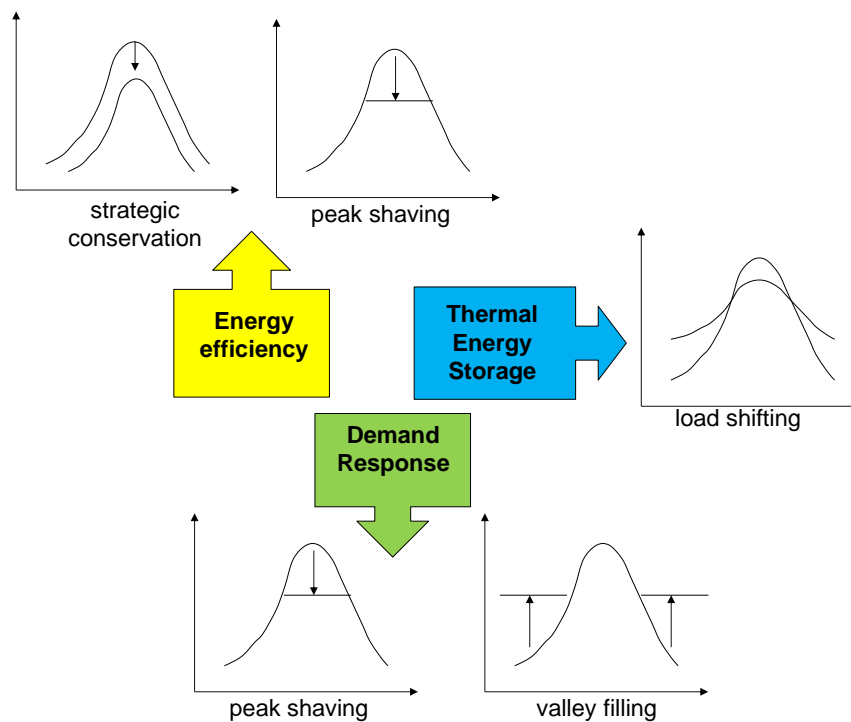 strategic
conservation
peak shaving
Energy
efficiency
Thermal
Energy
Storage
load shifting
Demand
Response
peak shaving
valley filling